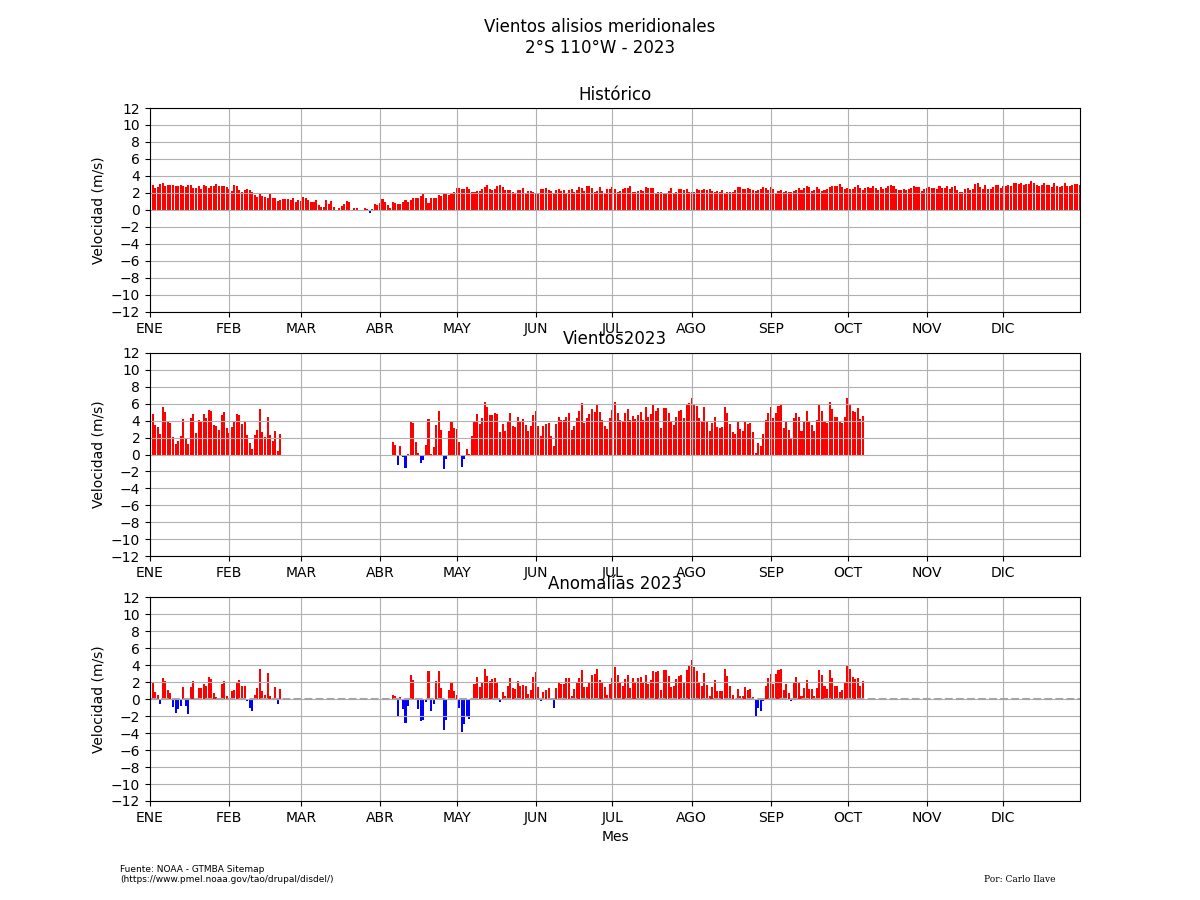 Vientos alisios meridionales
2°S 110°W - 2023
Histórico
12
10
8
6
4
2
0
−2
−4
−6
−8
−10
−12
Velocidad (m/s)
ENE FEB MAR ABR MAY JUN JUL AGO SEP OCT NOV DIC
Vientos2023
12
10
8
6
4
2
0
−2
−4
−6
−8
−10
−12
Velocidad (m/s)
ENE FEB MAR ABR MAY JUN JUL AGO SEP OCT NOV DIC
Anomalías 2023
12
10
8
6
4
2
0
−2
−4
−6
−8
−10
−12
Velocidad (m/s)
ENE FEB MAR ABR MAY JUN JUL AGO SEP OCT NOV DIC
Mes
Fuente: NOAA - GTMBA Sitemap
(https://www.pmel.noaa.gov/tao/drupal/disdel/)
Por: Carlo Ilave